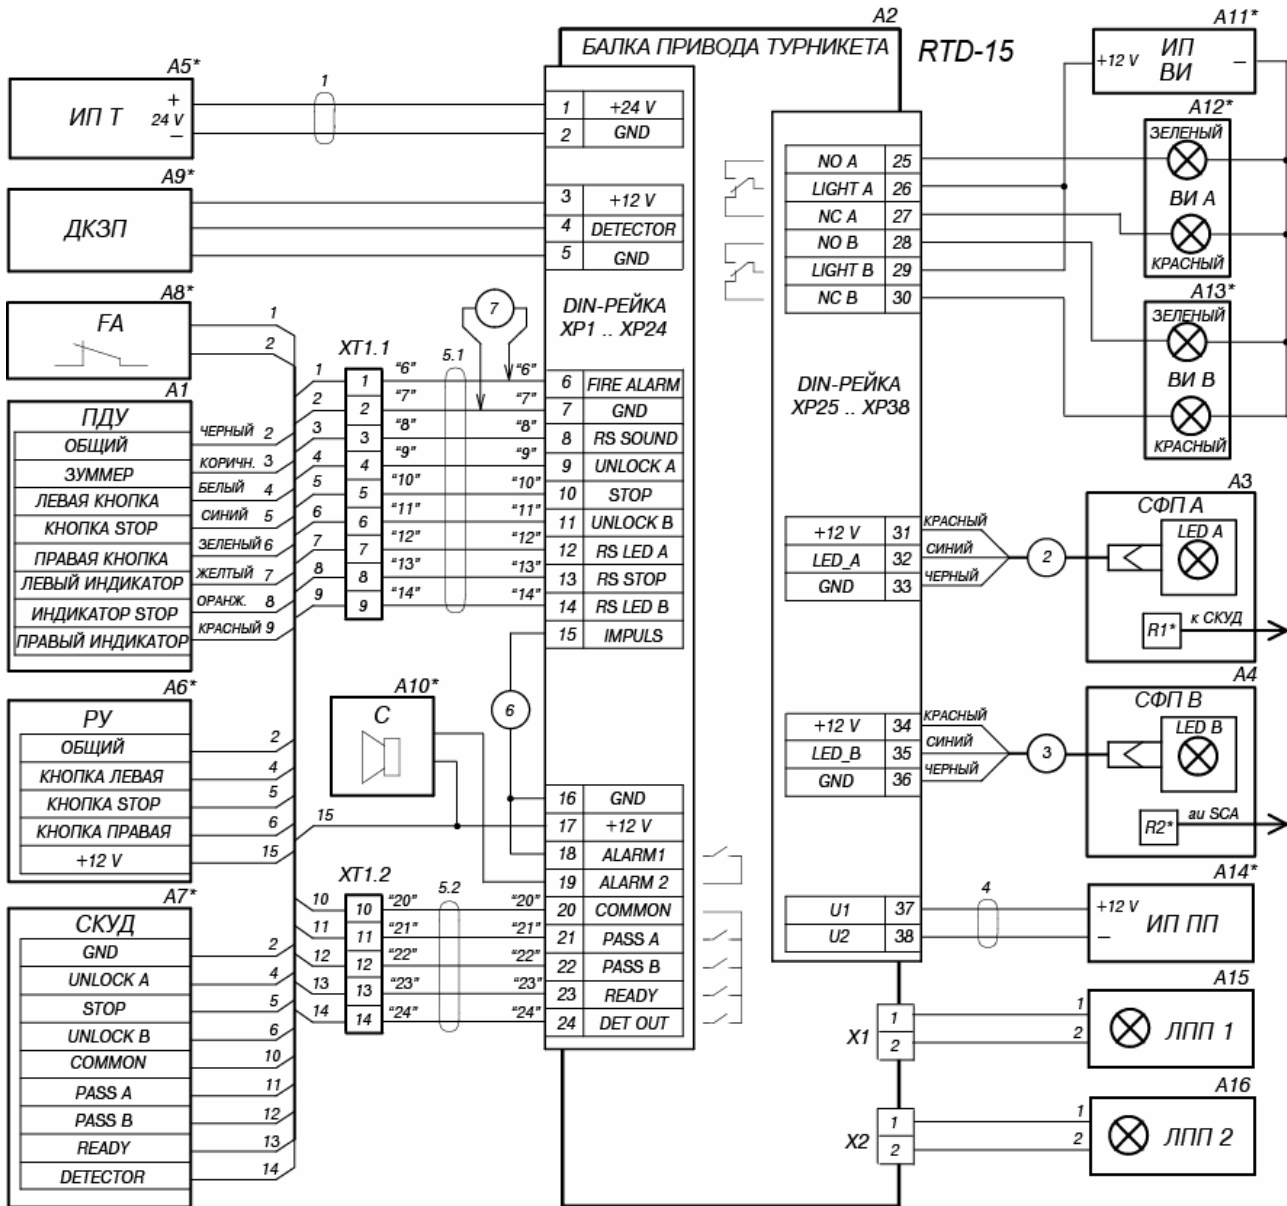 A2
БАЛКА ПРИВОДА ТУРНИКЕТА
RTD-15
A5*
ИП Т
+
24 V
–
1
1 +24 V
2 GND
A9*
ДКЗП
3 +12 V
4 DETECTOR
5 GND
DIN-РЕЙКА
XP1 .. XP24
A8*
FA
1
2
A1
ПДУ
ОБЩИЙ
ЗУММЕР
ЛЕВАЯ КНОПКА
КНОПКА STOP
ПРАВАЯ КНОПКА
ЛЕВЫЙ ИНДИКАТОР
ИНДИКАТОР STOP
ПРАВЫЙ ИНДИКАТОР
ЧЕРНЫЙ 2
КОРИЧН. 3
БЕЛЫЙ 4
СИНИЙ 5
ЗЕЛЕНЫЙ 6
ЖЕЛТЫЙ 7
ОРАНЖ. 8
КРАСНЫЙ 9
XT1.1
5.1
7
1 1 "6" "6"
2 2 "7" "7"
3 3 "8" "8"
4 4 "9" "9"
5 5 "10" "10"
6 6 "11" "11"
7 7 "12" "12"
8 8 "13" "13"
9 9 "14" "14"
6 FIRE ALARM
7 GND
8 RS SOUND
9 UNLOCK A
10 STOP
11 UNLOCK B
12 RS LED A
13 RS STOP
14 RS LED B
15 IMPULS
6
A6*
РУ
ОБЩИЙ 2
КНОПКА ЛЕВАЯ 4
КНОПКА STOP 5
КНОПКА ПРАВАЯ 6
+12 V 15
A10*
C
15
16 GND
17 +12 V
18 ALARM1
19 ALARM 2
20 COMMON
21 PASS A
22 PASS B
23 READY
24 DET OUT
A7*
СКУД
GND 2
UNLOCK A 4
STOP 5
UNLOCK B 6
COMMON 10
PASS A 11
PASS B 12
READY 13
DETECTOR 14
XT1.2
5.2
10 10 "20" "20"
11 11 "21" "21"
12 12 "22" "22"
13 13 "23" "23"
14 14 "24" "24"
NO A 25
LIGHT A 26
NC A 27
NO B 28
LIGHT B 29
NC B 30
DIN-РЕЙКА
XP25 .. XP38
+12 V 31
LED_A 32
GND 33
КРАСНЫЙ
СИНИЙ
ЧЕРНЫЙ
2
+12 V 34
LED_B 35
GND 36
КРАСНЫЙ
СИНИЙ
ЧЕРНЫЙ
3
U1 37
U2 38
4
A11*
+12 V
ИП
ВИ
–
A12*
ЗЕЛЕНЫЙ
ВИ A
КРАСНЫЙ
A13*
ЗЕЛЕНЫЙ
ВИ B
КРАСНЫЙ
A3
СФП A
LED A
R1*
к СКУД
A4
СФП B
LED B
R2*
au SCA
A14*
+12 V
–
ИП ПП
A15
X1
1 1
2 2
ЛПП 1
A16
X2
1 1
2 2
ЛПП 2